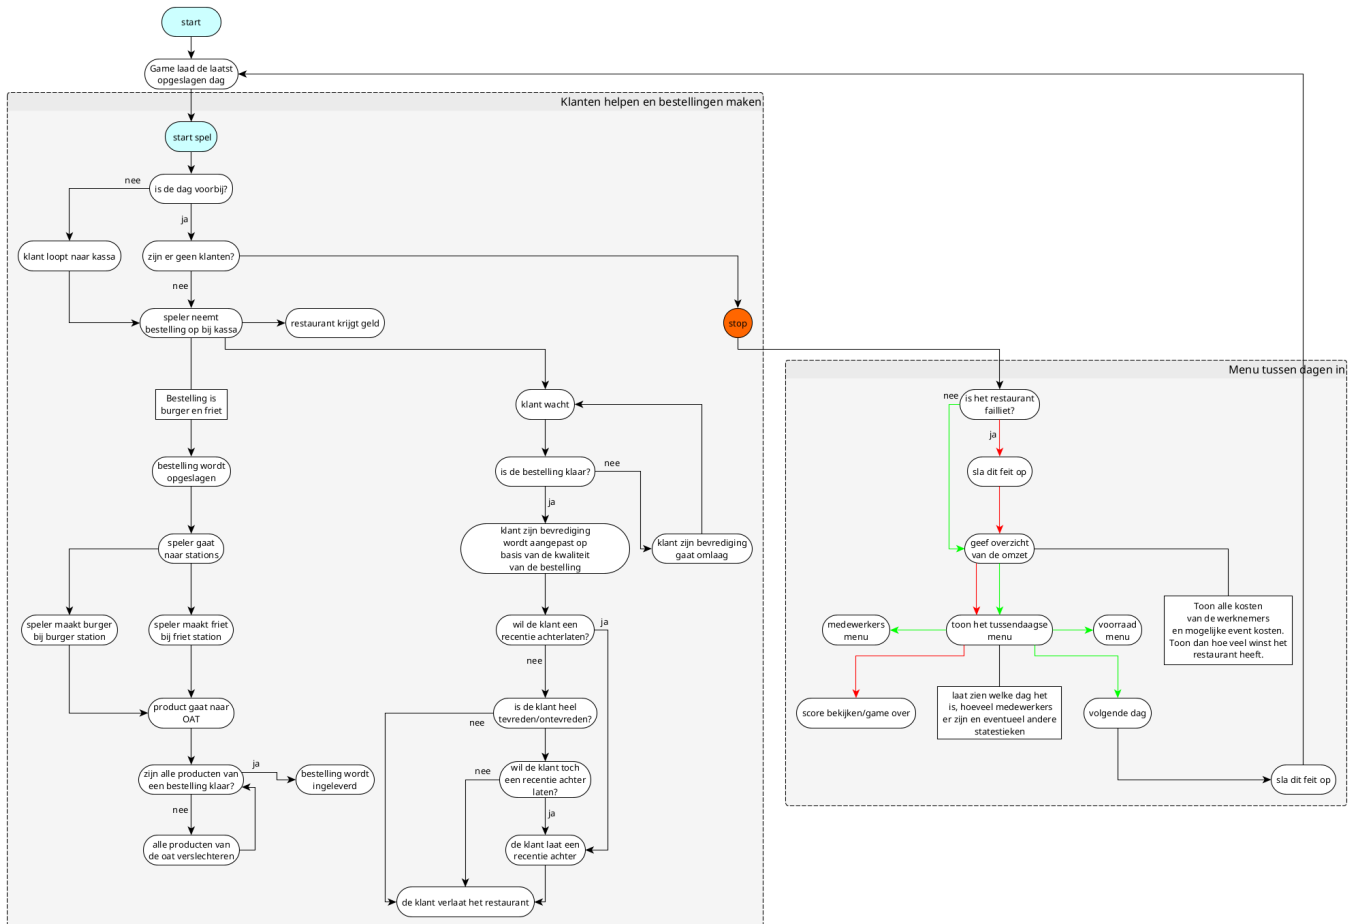 start
Game laad de laatst
opgeslagen dag
Klanten helpen en bestellingen maken
start spel
nee
is de dag voorbij?
ja
klant loopt naar kassa
zijn er geen klanten?
nee
speler neemt
bestelling op bij kassa
restaurant krijgt geld
stop
Bestelling is
burger en friet
bestelling wordt
opgeslagen
speler gaat
naar stations
speler maakt burger
bij burger station
speler maakt friet
bij friet station
product gaat naar
OAT
zijn alle producten van
een bestelling klaar?
ja
bestelling wordt
ingeleverd
nee
alle producten van
de oat verslechteren
klant wacht
is de bestelling klaar?
nee
ja
klant zijn bevrediging
wordt aangepast op
basis van de kwaliteit
van de bestelling
klant zijn bevrediging
gaat omlaag
wil de klant een
recentie achterlaten?
ja
nee
is de klant heel
tevreden/ontevreden?
nee
wil de klant toch
een recentie achter
laten?
nee
ja
de klant laat een
recentie achter
de klant verlaat het restaurant
Menu tussen dagen in
nee
is het restaurant
failliet?
ja
sla dit feit op
geef overzicht
van de omzet
Toon alle kosten
van de werknemers
en mogelijke event kosten.
Toon dan hoe veel winst het
restaurant heeft.
medewerkers
menu
toon het tussendaagse
menu
voorraad
menu
score bekijken/game over
laat zien welke dag het
is, hoeveel medewerkers
er zijn en eventueel andere
statestieken
volgende dag
sla dit feit op